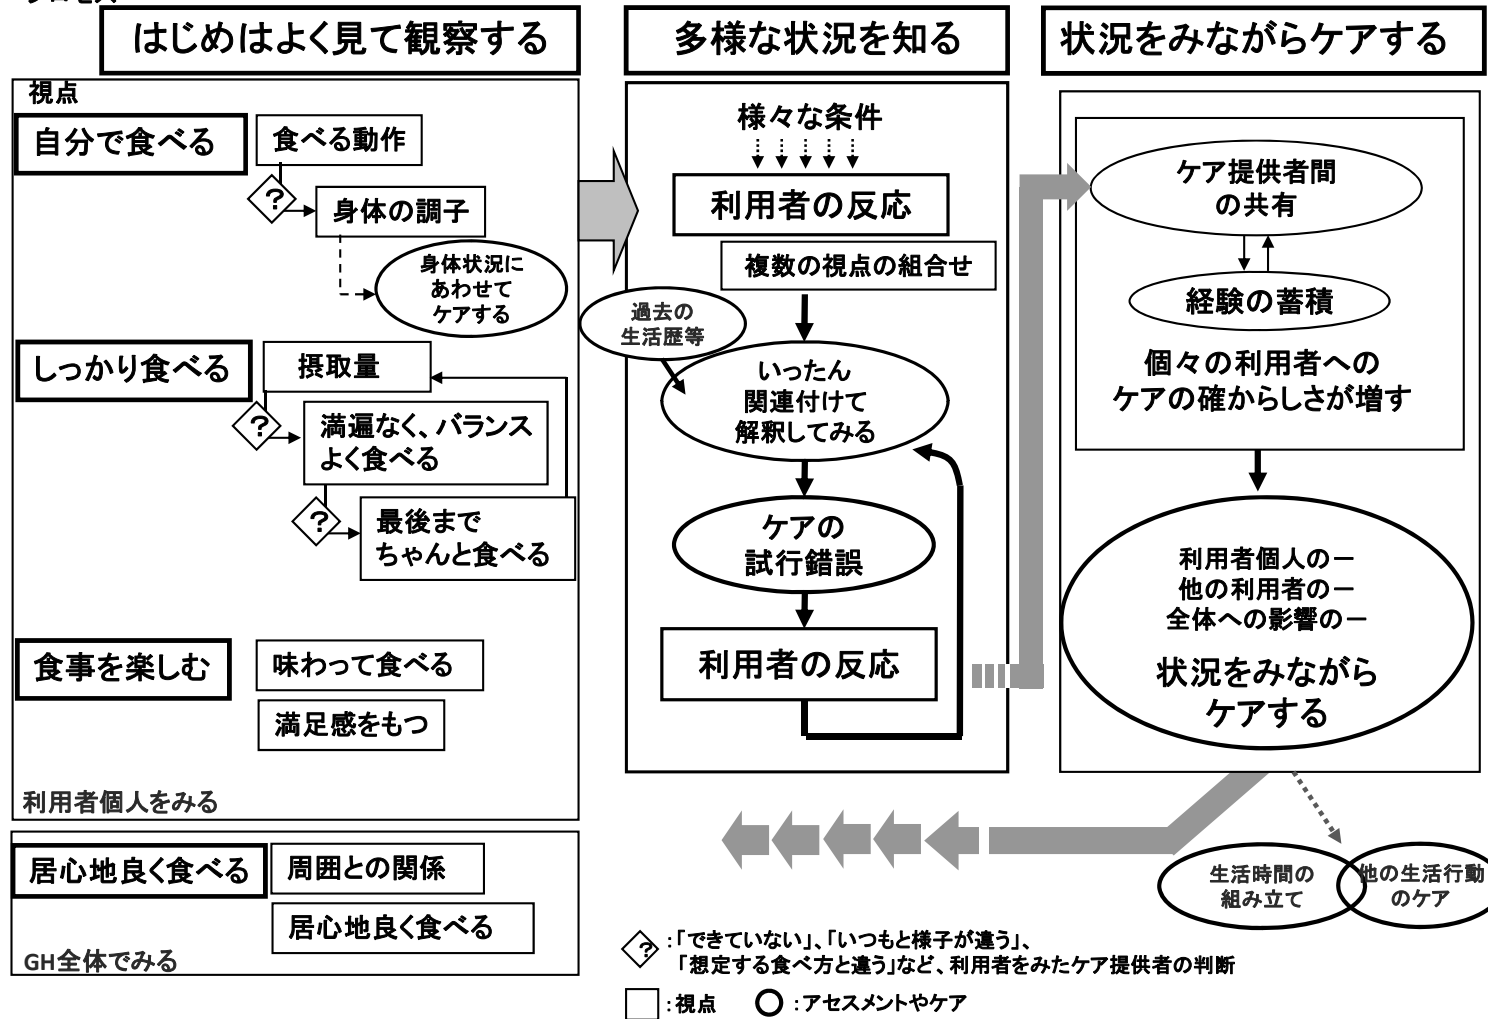 プロセス
はじめはよく見て観察する
視点
自分で食べる
食べる動作
?
身体の調子
身体状況に
あわせて
ケアする
しっかり食べる
摂取量
?
満遍なく、バランス
よく食べる
?
最後まで
ちゃんと食べる
食事を楽しむ
味わって食べる
満足感をもつ
利用者個人をみる
居心地良く食べる
周囲との関係
居心地良く食べる
GH全体でみる
多様な状況を知る
様々な条件
利用者の反応
複数の視点の組合せ
過去の
生活歴等
いったん
関連付けて
解釈してみる
ケアの
試行錯誤
利用者の反応
状況をみながらケアする
ケア提供者間
の共有
経験の蓄積
個々の利用者への
ケアの確からしさが増す
利用者個人の－
他の利用者の－
全体への影響の－
状況をみながら
ケアする
生活時間の
組み立て
他の生活行動
のケア
? :「できていない」、「いつもと様子が違う」、
「想定する食べ方と違う」など、利用者をみたケア提供者の判断
:視点
:アセスメントやケア